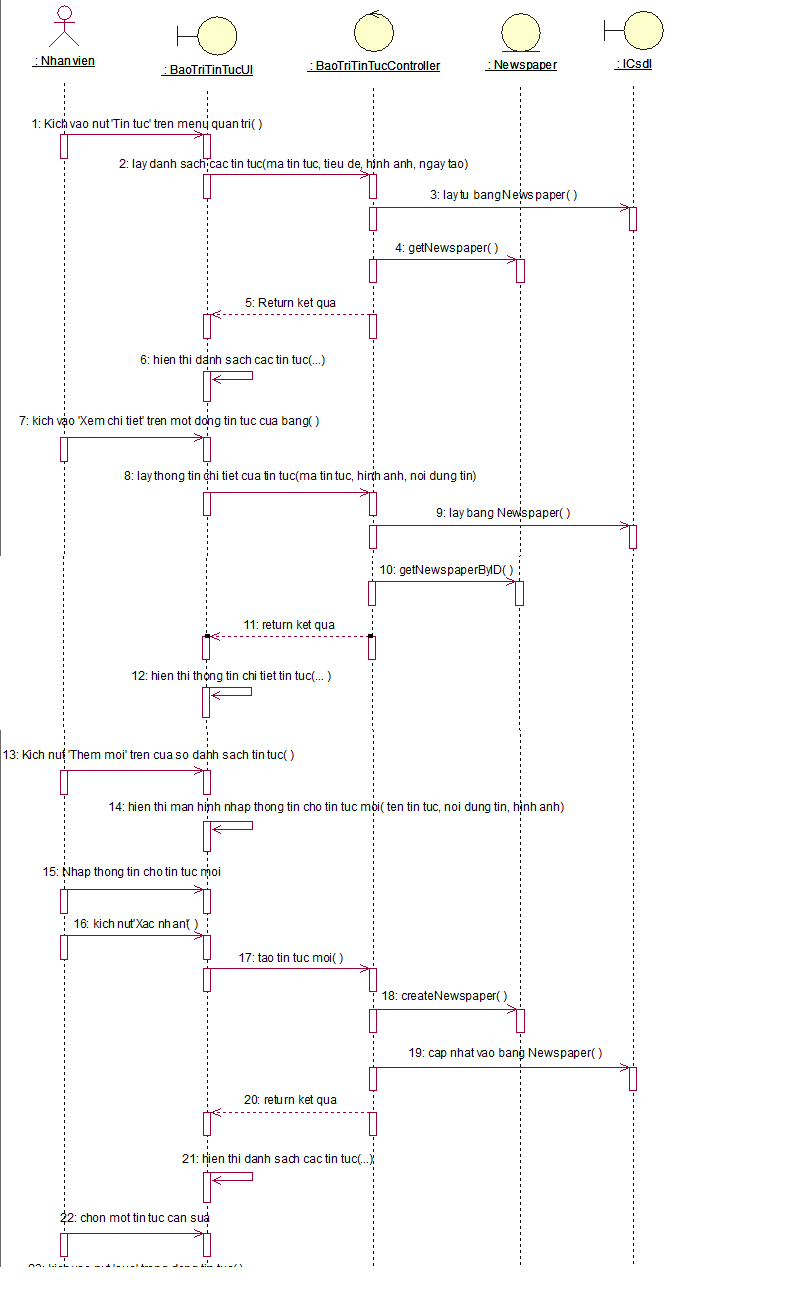 : Nhanvien
: BaoTriTinTucUI
: BaoTriTinTucController
: Newspaper
: ICsdl
1: Kich vao nut 'Tin tuc' tren menu quan tri( )
2: lay danh sach cac tin tuc(ma tin tuc, tieu de, hinh anh, ngay tao)
3: lay tu bang Newspaper( )
4: getNewspaper( )
5: Return ket qua
6: hien thi danh sach cac tin tuc(...)
7: kich vao 'Xem chi tiet' tren mot dong tin tuc cua bang( )
8: lay thong tin chi tiet cua tin tuc(ma tin tuc, hinh anh, noi dung tin)
9: lay bang Newspaper( )
10: getNewspaperByID( )
11: return ket qua
12: hien thi thong tin chi tiet tin tuc(... )
13: Kich nut 'Them moi' tren cua so danh sach tin tuc( )
14: hien thi man hinh nhap thong tin cho tin tuc moi( ten tin tuc, noi dung tin, hinh anh)
15: Nhap thong tin cho tin tuc moi
16: kich nut 'Xac nhan'( )
17: tao tin tuc moi( )
18: createNewspaper( )
19: cap nhat vao bang Newspaper( )
20: return ket qua
21: hien thi danh sach cac tin tuc(...)
22: chon mot tin tuc can sua